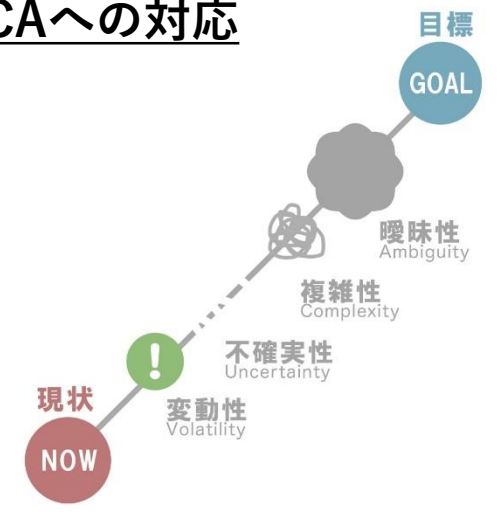 CAへの対応
目標
GOAL
曖昧性
Ambiguity
複雑性
Complexity
不確実性
Uncertainty
変動性
Volatility
!
現状
NOW